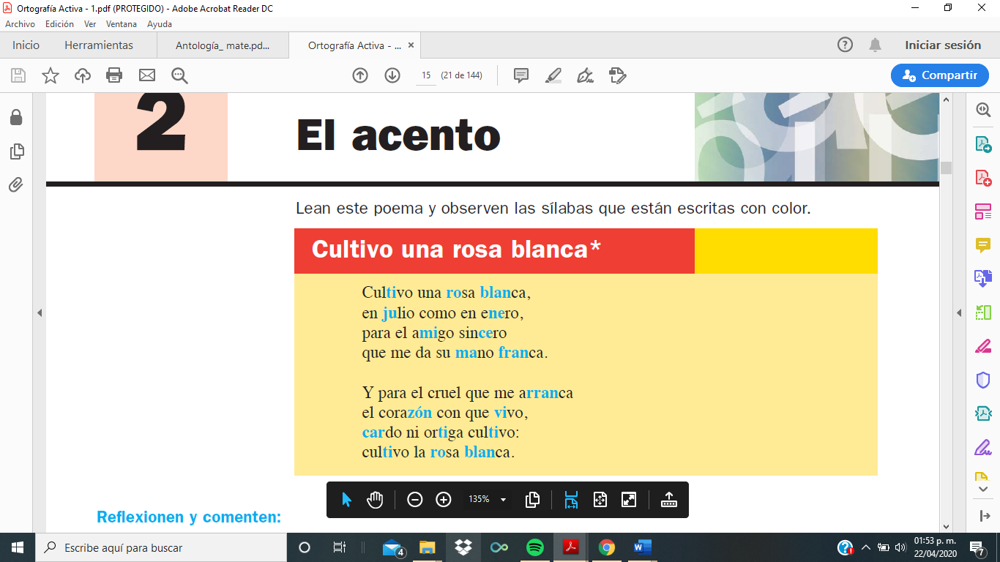 Ortografía Activa - 1.pdf (PROTEGIDO) - Adobe Acrobat Reader DC
Archivo Edición Ver Ventana Ayuda
Inicio Herramientas Antología_ mate.pd... Ortografía Activa - ... × Iniciar sesión
15 (21 de 144) Compartir
2
El acento
Lean este poema y observen las sílabas que están escritas con color.
Cultivo una rosa blanca*
Cultivo una rosa blanca,
en julio como en enero,
para el amigo sincero
que me da su mano franca.
Y para el cruel que me arranca
el corazón con que vivo,
cardo ni ortiga cultivo:
cultivo la rosa blanca.
135%
Reflexionen y comenten:
Escribe aquí para buscar
4
01:53 p. m.
22/04/2020
7